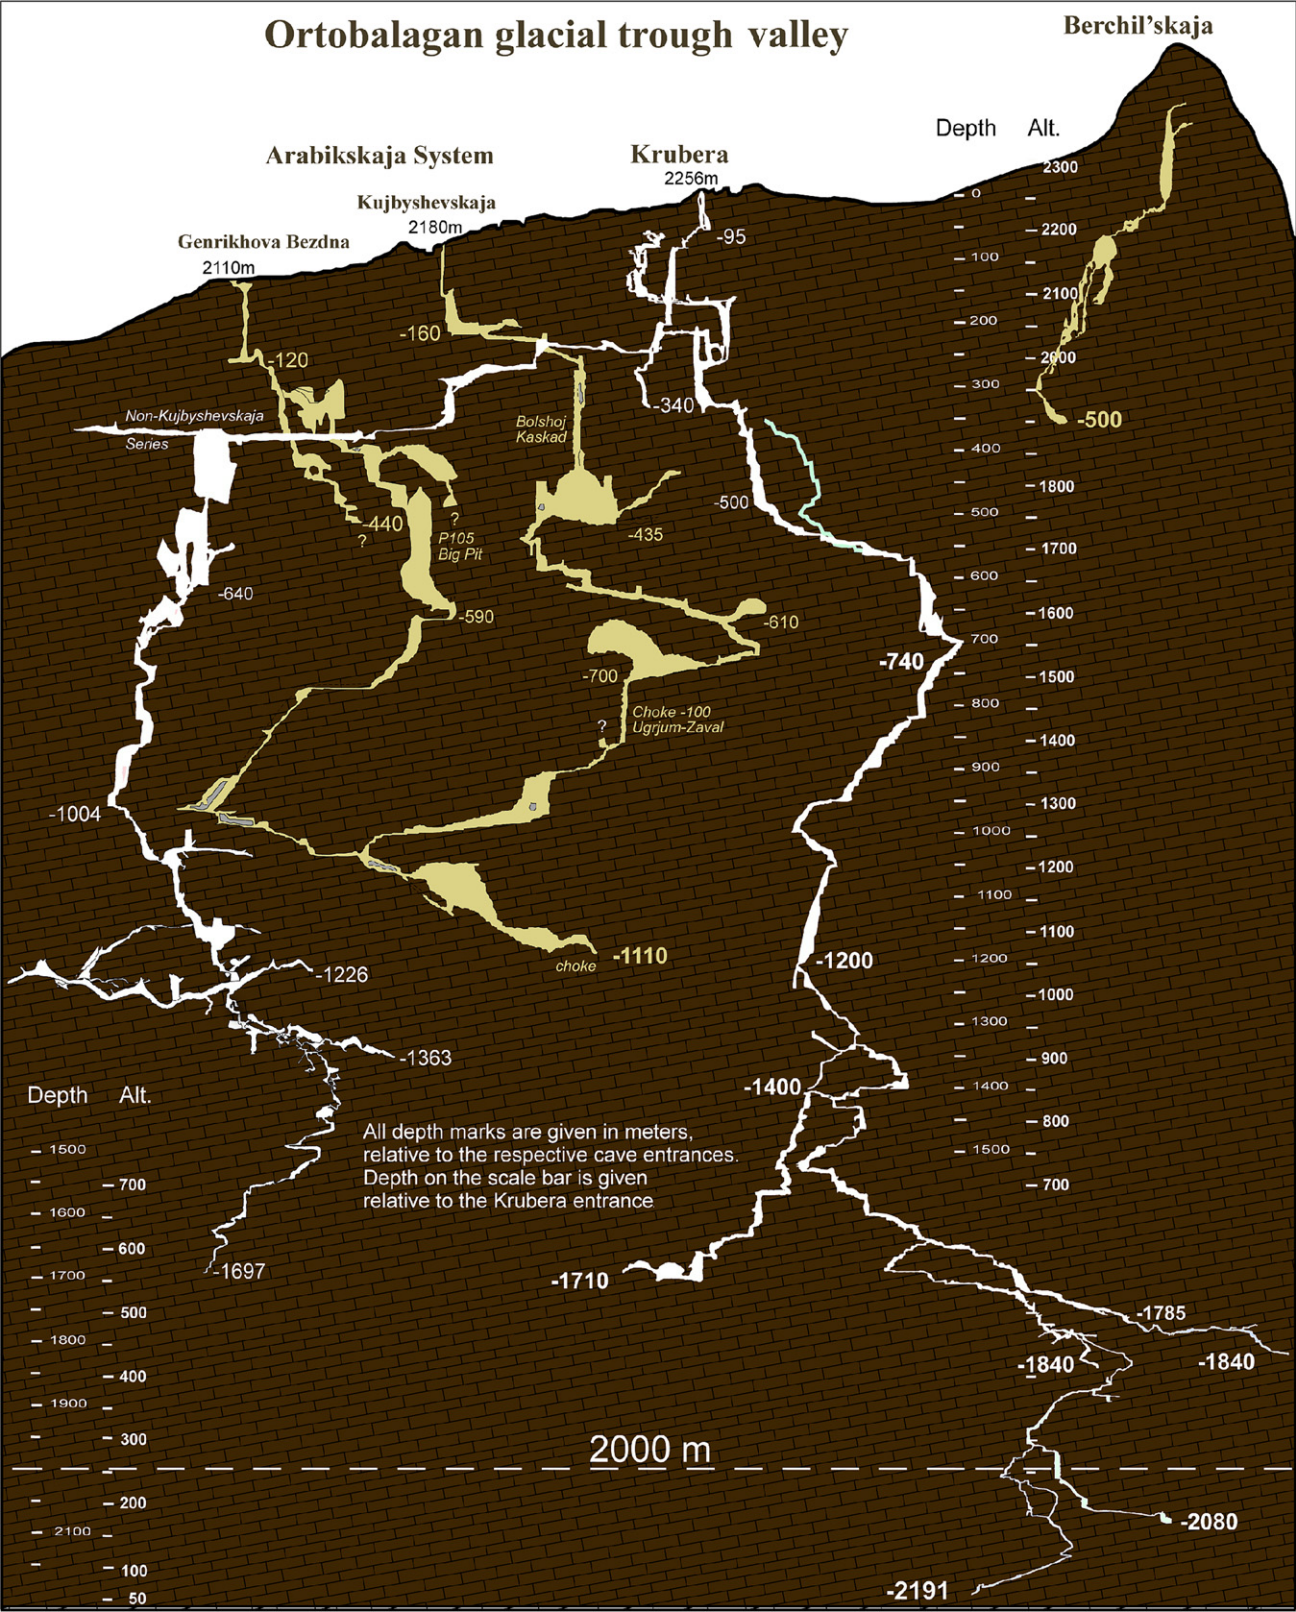 Ortobalagan glacial trough valley
Berchil'skaja
Depth
Alt.
Arabikskaja System
Krubera
2256m
Kujbyshevskaja
2180m
Genrikhova Bezdna
2110m
-95
-160
-120
-340
Non-Kujbyshevskaja
Series
Bolshoj
Kaskad
-500
-500
-440
?
?
P105
Big Pit
-435
-640
-590
-610
-700
-740
Choke -100
Ugrjum-Zaval
?
-1004
-1110
choke
-1200
-1226
-1363
-1400
0
100
200
300
400
500
600
700
800
900
1000
1100
1200
1300
1400
1500
2300
2200
2100
2000
1800
1700
1600
1500
1400
1300
1200
1100
1000
900
800
700
Depth
Alt.
1500
1600
1700
1800
1900
2100
700
600
500
400
300
200
100
50
All depth marks are given in meters,
relative to the respective cave entrances.
Depth on the scale bar is given
relative to the Krubera entrance
-1697
-1710
-1785
-1840
-1840
2000 m
-2080
-2191